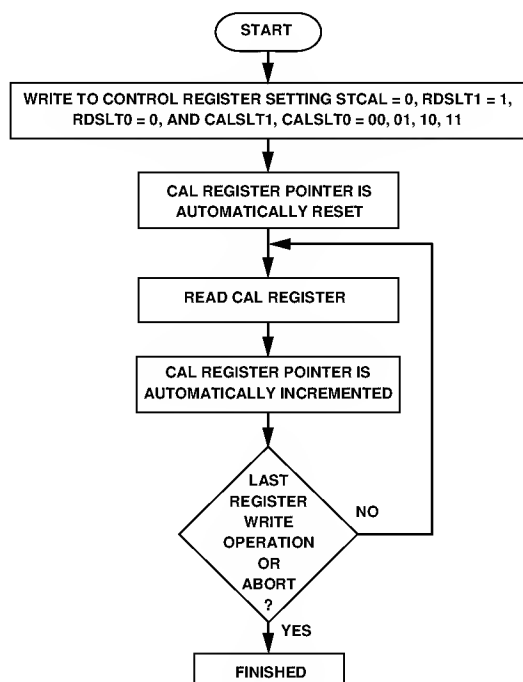 START
WRITE TO CONTROL REGISTER SETTING STCAL = 0, RDSLT1 = 1,
RDSLT0 = 0, AND CALSLT1, CALSLT0 = 00, 01, 10, 11
CAL REGISTER POINTER IS
AUTOMATICALLY RESET
READ CAL REGISTER
CAL REGISTER POINTER IS
AUTOMATICALLY INCREMENTED
LAST
REGISTER
WRITE
OPERATION
OR
ABORT
?
NO
YES
FINISHED